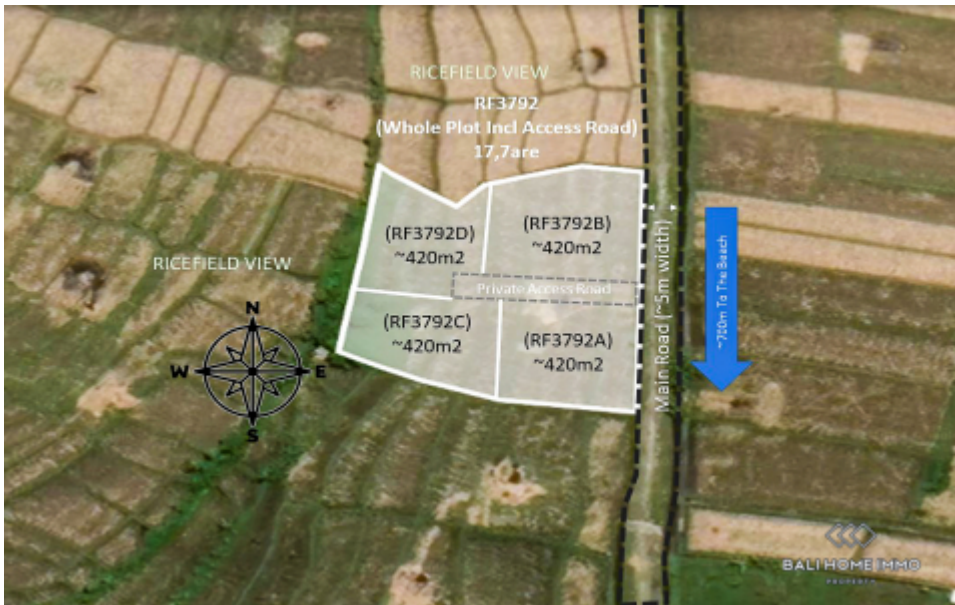 RICEFIELD VIEW
RF3792
(Whole Plot Incl Access Road)
17,7are
(RF3792D)
~420m2
(RF3792B)
~420m2
RICEFIELD VIEW
Private Access Road
(RF3792C)
~420m2
(RF3792A)
~420m2
Main Road (~5m width)
~700m To The Beach
N
W
E
S
BALI HOME IMMO
PROPERTY